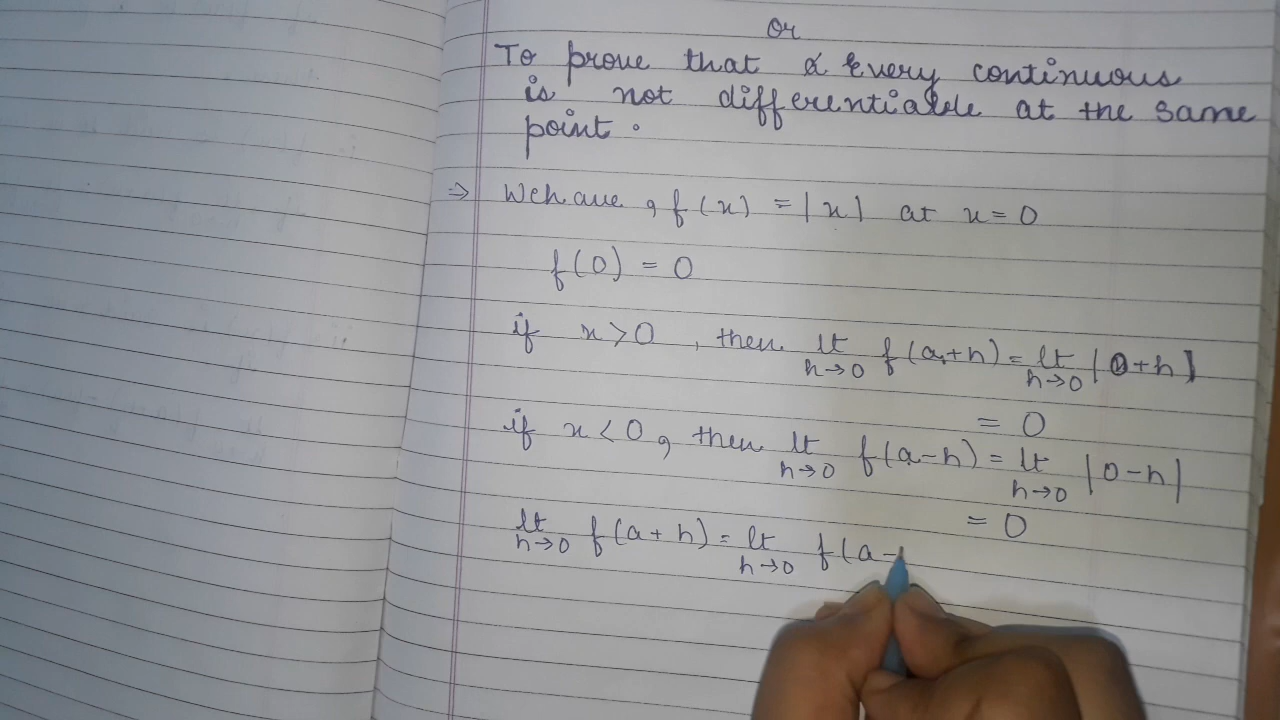 Or
To prove that & Every continuous
is not differentiable at the same
point.
⇒ We have, f(x) = |x| at x=0
f(0) = 0
if x>0, then lt f(a+h) = lt |0+h|
h→0 h→0
= 0
if x<0, then lt f(a-h) = lt |0-h|
h→0 h→0
= 0
lt f(a+h) = lt f(a-
h→0 h→0